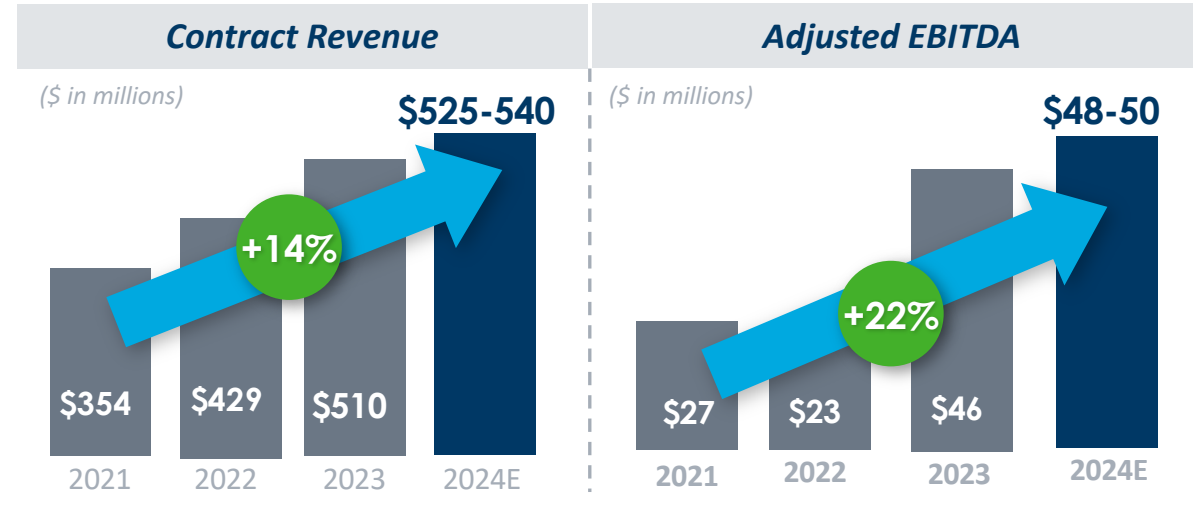 Contract Revenue
($ in millions)
$525-540
+14%
$354
$429
$510
2021
2022
2023
2024E
Adjusted EBITDA
($ in millions)
$48-50
+22%
$27
$23
$46
2021
2022
2023
2024E